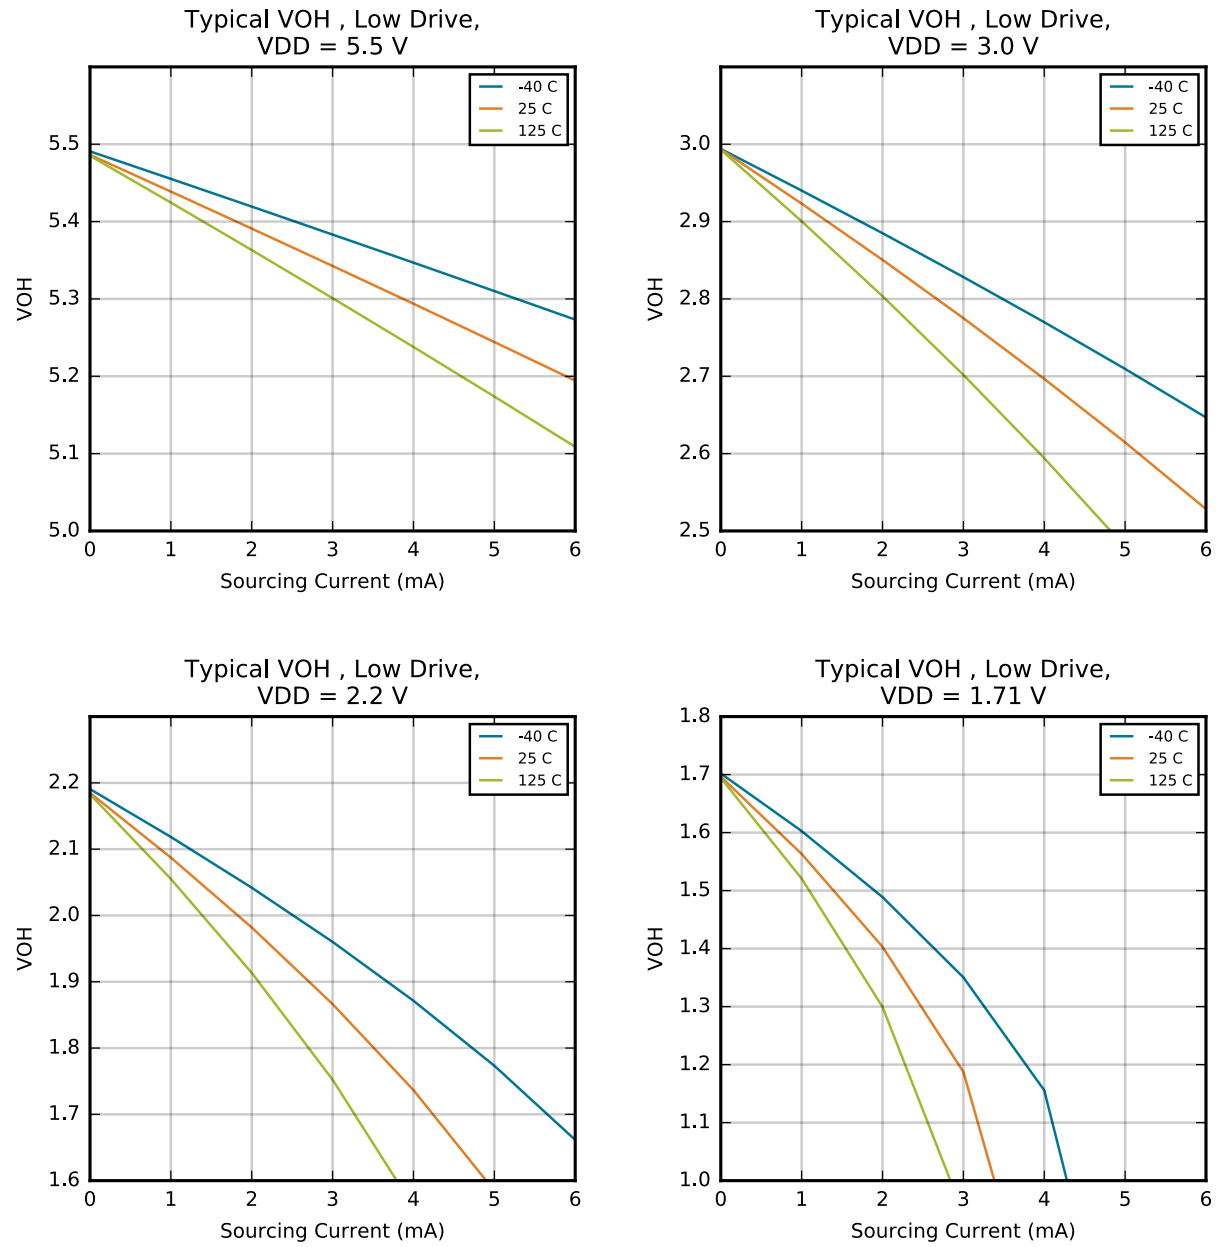 Typical VOH , Low Drive,
VDD = 5.5 V
-40 C
25 C
125 C
5.5
5.4
5.3
5.2
5.1
5.0
VOH
0 1 2 3 4 5 6
Sourcing Current (mA)
Typical VOH , Low Drive,
VDD = 3.0 V
-40 C
25 C
125 C
3.0
2.9
2.8
2.7
2.6
2.5
VOH
0 1 2 3 4 5 6
Sourcing Current (mA)
Typical VOH , Low Drive,
VDD = 2.2 V
-40 C
25 C
125 C
2.2
2.1
2.0
1.9
1.8
1.7
1.6
VOH
0 1 2 3 4 5 6
Sourcing Current (mA)
Typical VOH , Low Drive,
VDD = 1.71 V
-40 C
25 C
125 C
1.8
1.7
1.6
1.5
1.4
1.3
1.2
1.1
1.0
VOH
0 1 2 3 4 5 6
Sourcing Current (mA)